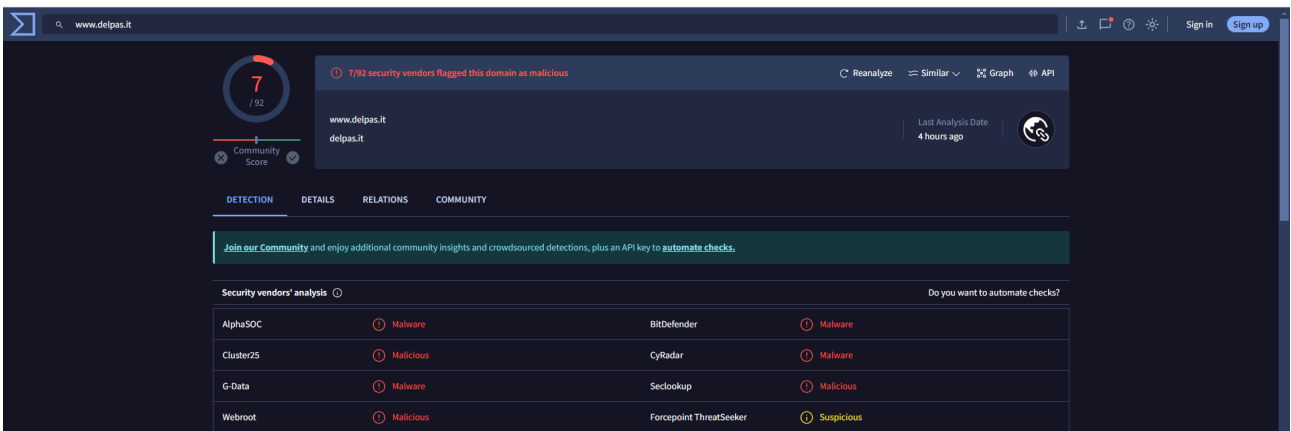 www.delpas.it
Sign in
Sign up
7
/ 92
Community
Score
7/92 security vendors flagged this domain as malicious
Reanalyze
Similar
Graph
API
www.delpas.it
delpas.it
Last Analysis Date
4 hours ago
DETECTION DETAILS RELATIONS COMMUNITY
Join our Community and enjoy additional community insights and crowdsourced detections, plus an API key to automate checks.
Security vendors' analysis
Do you want to automate checks?
AlphaSOC Malware BitDefender Malware
Cluster25 Malicious CyRadar Malware
G-Data Malware Seclookup Malicious
Webroot Malicious Forcepoint ThreatSeeker Suspicious